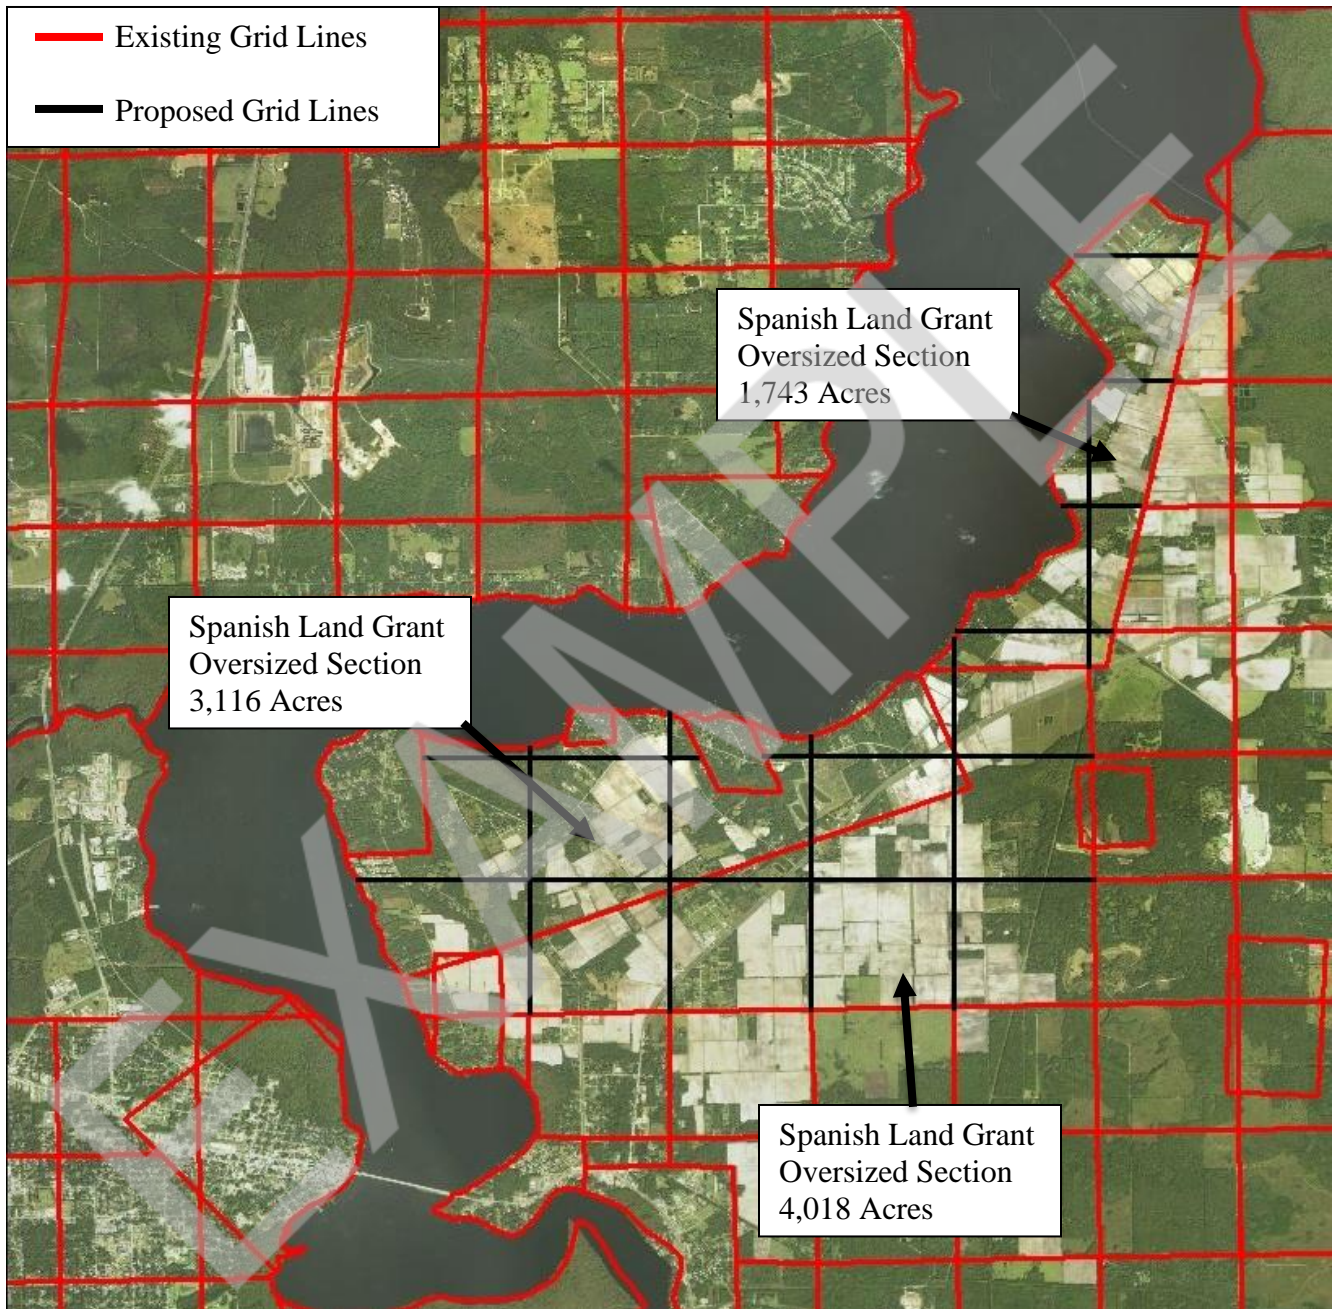 Existing Grid Lines
Proposed Grid Lines
Spanish Land Grant
Oversized Section
1,743 Acres
Spanish Land Grant
Oversized Section
3,116 Acres
Spanish Land Grant
Oversized Section
4,018 Acres
EXAMPLE